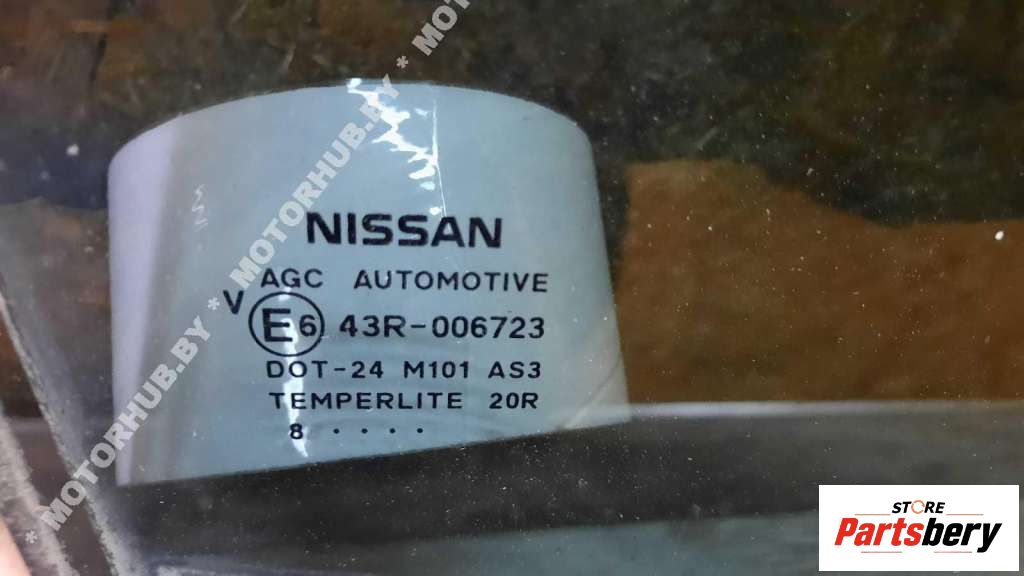 NISSAN
AGC AUTOMOTIVE
V E6 43R-006723
DOT-24 M101 AS3
TEMPERLITE 20R
8 ····
* MOTORHUB.BY * MOTORHUB.BY * MOTORHUB.BY * MO
STORE
Partsbery